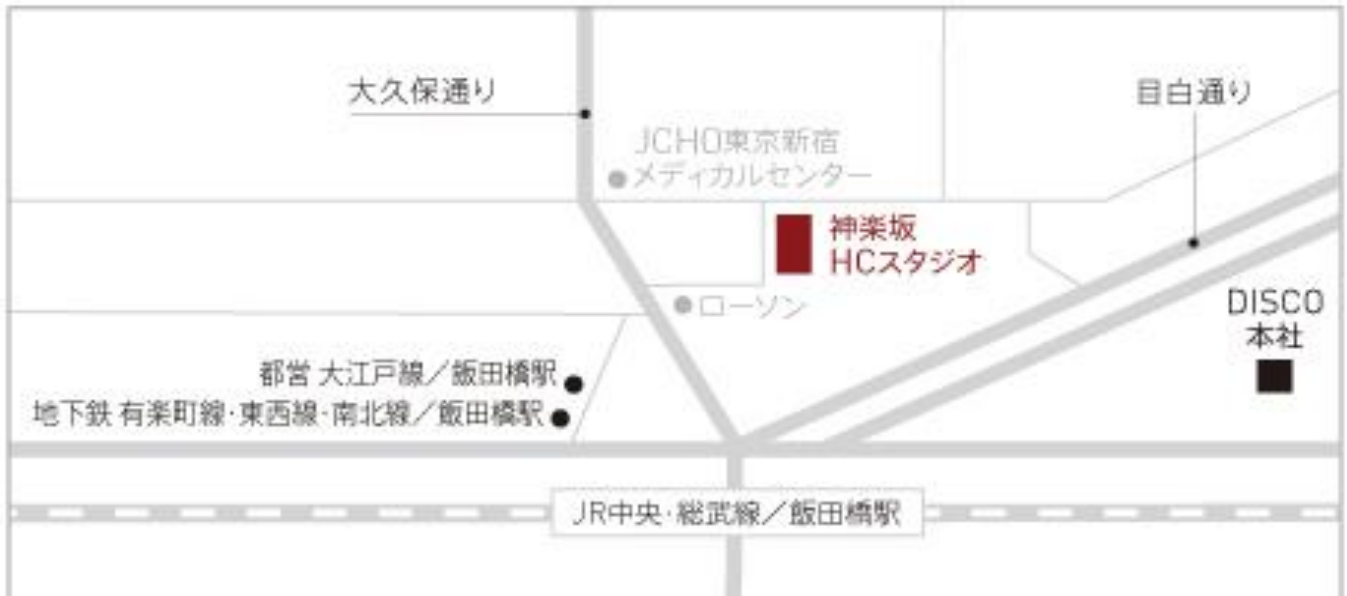 大久保通り
目白通り
JCHO東京新宿
メディカルセンター
神楽坂
HCスタジオ
ローソン
DISCO
本社
都営 大江戸線／飯田橋駅
地下鉄 有楽町線・東西線・南北線／飯田橋駅
JR中央・総武線／飯田橋駅